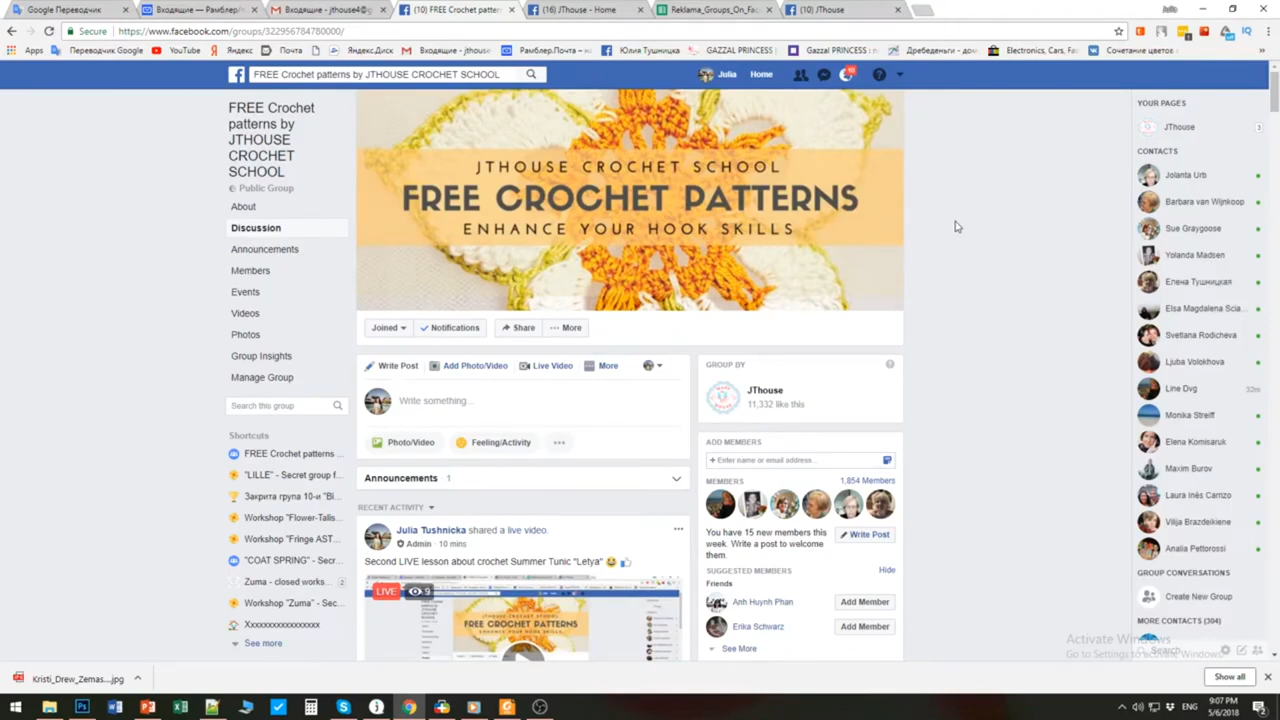 Google Переводчик
Входящие — Рамблер/
Входящие - jthouse4@g
(10) FREE Crochet patter
(16) JThouse - Home
Reklama_Groups_On_Fac
(10) JThouse
Julia
Secure
https://www.facebook.com/groups/322956784780000/
Apps
Переводчик Google
YouTube
Яндекс
Почта
Яндекс.Диск
Входящие - jthouse
Рамблер.Почта – н
Юлия Тушницка
GAZZAL PRINCESS
Gazzal PRINCESS
Дребеденьги - до
Electronics, Cars, Fa
Сочетание цветов
FREE Crochet patterns by JTHOUSE CROCHET SCHOOL
Julia
Home
FREE Crochet
patterns by
JTHOUSE
CROCHET
SCHOOL
Public Group
About
Discussion
Announcements
Members
Events
Videos
Photos
Group Insights
Manage Group
Search this group
Shortcuts
FREE Crochet patterns ...
"LILLE" - Secret group f...
Закрита група 10-и "Bi...
Workshop "Flower-Talis...
Workshop "Fringe AST...
"COAT SPRING" - Secr...
Zuma - closed works... 2
Workshop "Zuma" - Sec...
Xxxxxxxxxxxxxxxx
See more
JTHOUSE CROCHET SCHOOL
FREE CROCHET PATTERNS
ENHANCE YOUR HOOK SKILLS
Joined
Notifications
Share
More
Write Post
Add Photo/Video
Live Video
More
Write something...
Photo/Video
Feeling/Activity
Announcements 1
RECENT ACTIVITY
Julia Tushnicka shared a live video.
Admin · 10 mins
Second LIVE lesson about crochet Summer Tunic "Letya"
LIVE
9
FREE CROCHET PATTERNS
GROUP BY
JThouse
11,332 like this
ADD MEMBERS
+ Enter name or email address...
MEMBERS
1,854 Members
You have 15 new members this
week. Write a post to welcome
them.
Write Post
SUGGESTED MEMBERS
Hide
Friends
Anh Huynh Phan
Add Member
Erika Schwarz
Add Member
See More
YOUR PAGES
JThouse
3
CONTACTS
Jolanta Urb
Barbara van Wijnkoop
Sue Graygoose
Yolanda Madsen
Елена Тушницкая
Elsa Magdalena Scia...
Svetlana Rodicheva
Ljuba Volokhova
Line Dvg
32m
Monika Streiff
Elena Komisaruk
Maxim Burov
Laura Inès Carrizo
Vilija Brazdeikiene
Analia Pettorossi
GROUP CONVERSATIONS
Create New Group
MORE CONTACTS (304)
Search
Activate Windows
Go to Settings to activate Windows.
Kristi_Drew_Zemas....jpg
Show all
ENG
9:07 PM
5/6/2018
2